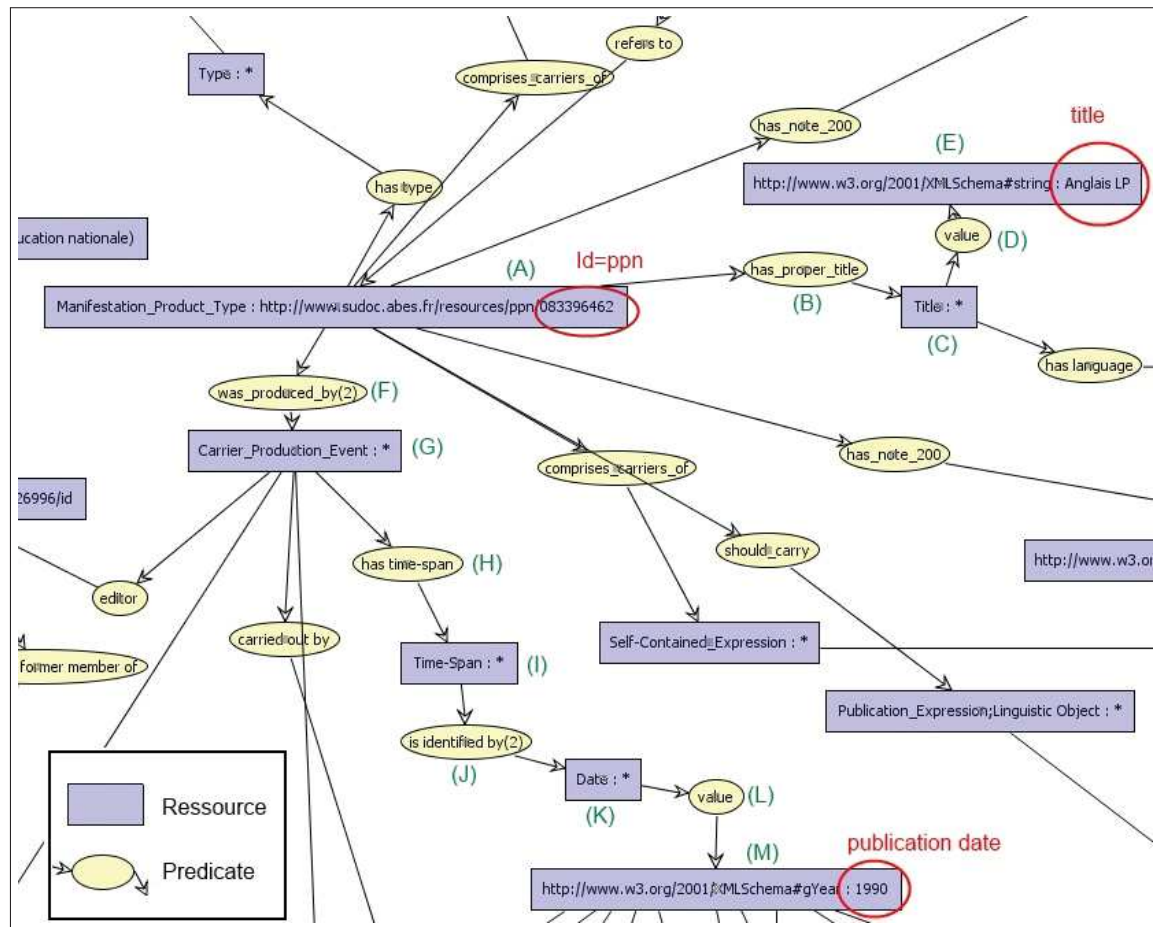 refers to
Type : *
comprises_carriers_of
title
has_note_200
(E)
http://www.w3.org/2001/XMLSchema#string : Anglais LP
has type
ucation nationale)
value
(D)
(A)
Id=ppn
has_proper_title
(B)
Manifestation_Product_Type : http://www.sudoc.abes.fr/resources/ppn/083396462
Title : *
(C)
has language
was_produced_by(2)
(F)
Carrier_Production_Event : *
(G)
comprises_carriers_of
has_note_200
26996/id
should_carry
has time-span
(H)
http://www.w3.or
editor
carried out by
Self-Contained_Expression : *
former member of
Time-Span : *
(I)
Publication_Expression;Linguistic Object : *
is identified by(2)
(J)
Date : *
(K)
value
(L)
Ressource
Predicate
(M)
publication date
http://www.w3.org/2001/XMLSchema#gYear : 1990